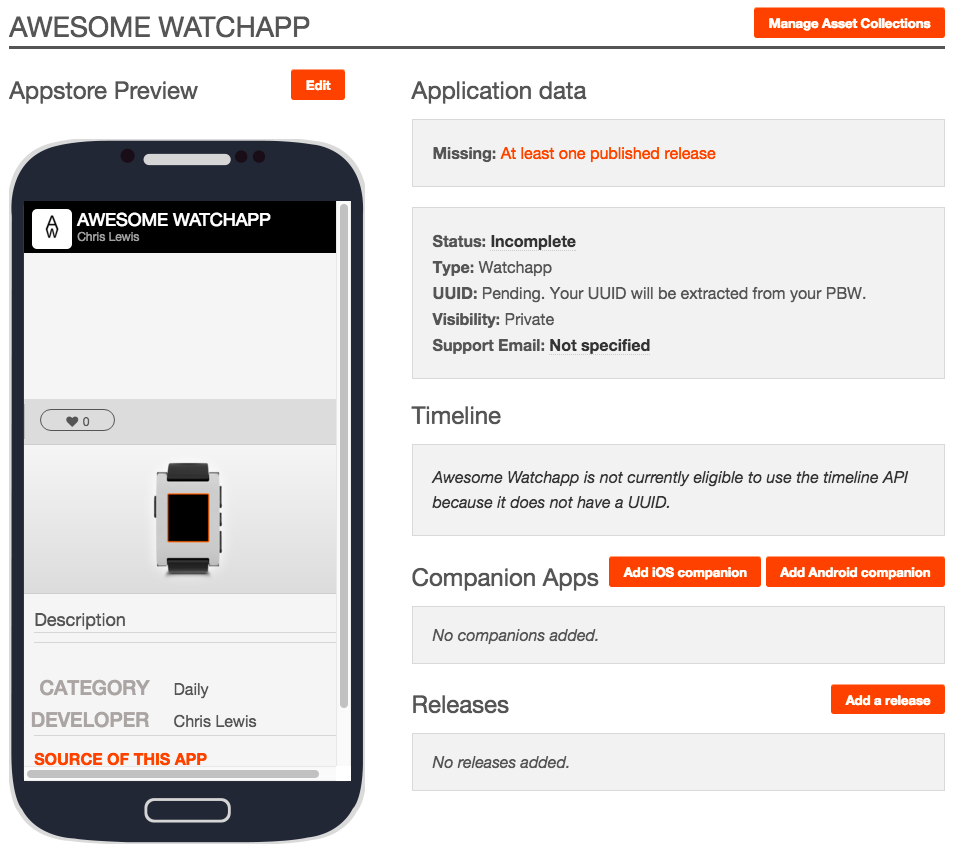 AWESOME WATCHAPP
Manage Asset Collections
Appstore Preview
Edit
AW
AWESOME WATCHAPP
Chris Lewis
0
Description
CATEGORY Daily
DEVELOPER Chris Lewis
SOURCE OF THIS APP
Application data
Missing: At least one published release
Status: Incomplete
Type: Watchapp
UUID: Pending. Your UUID will be extracted from your PBW.
Visibility: Private
Support Email: Not specified
Timeline
Awesome Watchapp is not currently eligible to use the timeline API
because it does not have a UUID.
Companion Apps
Add iOS companion
Add Android companion
No companions added.
Releases
Add a release
No releases added.